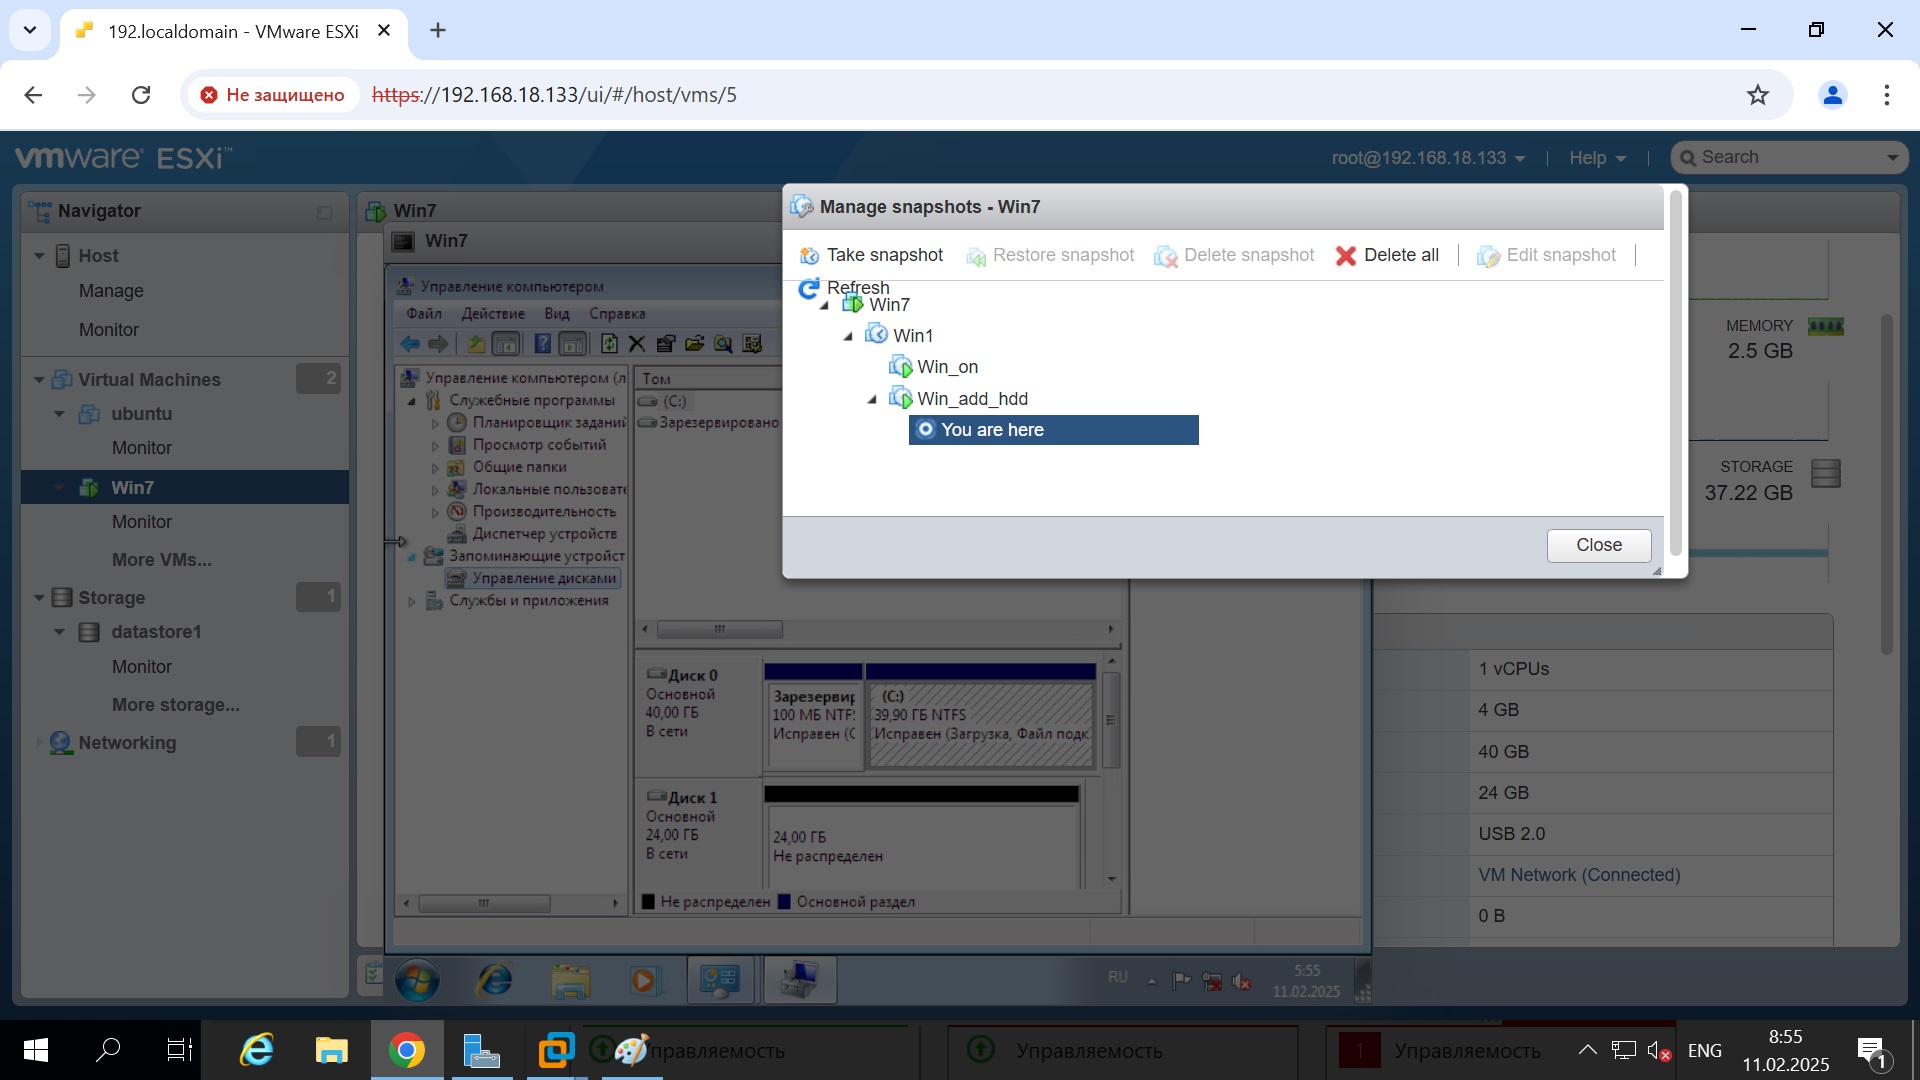 192.localdomain - VMware ESXi
Не защищено
https://192.168.18.133/ui/#/host/vms/5
vmware ESXi™
root@192.168.18.133
Help
Search
Navigator
Host
Manage
Monitor
Virtual Machines
2
ubuntu
Monitor
Win7
Monitor
More VMs...
Storage
1
datastore1
Monitor
More storage...
Networking
1
Win7
Win7
Управление компьютером
Файл
Действие
Вид
Справка
Управление компьютером (л
Служебные программы
Планировщик заданий
Просмотр событий
Общие папки
Локальные пользовате
Производительность
Диспетчер устройств
Запоминающие устройст
Управление дисками
Службы и приложения
Том
(C:)
Зарезервировано
Диск 0
Основной
40,00 ГБ
В сети
Зарезервир
100 МБ NTFS
Исправен (С
(C:)
39,90 ГБ NTFS
Исправен (Загрузка, Файл подк
Диск 1
Основной
24,00 ГБ
В сети
24,00 ГБ
Не распределен
Не распределен
Основной раздел
RU
5:55
11.02.2025
Manage snapshots - Win7
Take snapshot
Restore snapshot
Delete snapshot
Delete all
Edit snapshot
Refresh
Win7
Win1
Win_on
Win_add_hdd
You are here
Close
MEMORY
2.5 GB
STORAGE
37.22 GB
1 vCPUs
4 GB
40 GB
24 GB
USB 2.0
VM Network (Connected)
0 B
правляемость
Управляемость
1
Управляемость
ENG
8:55
11.02.2025
1